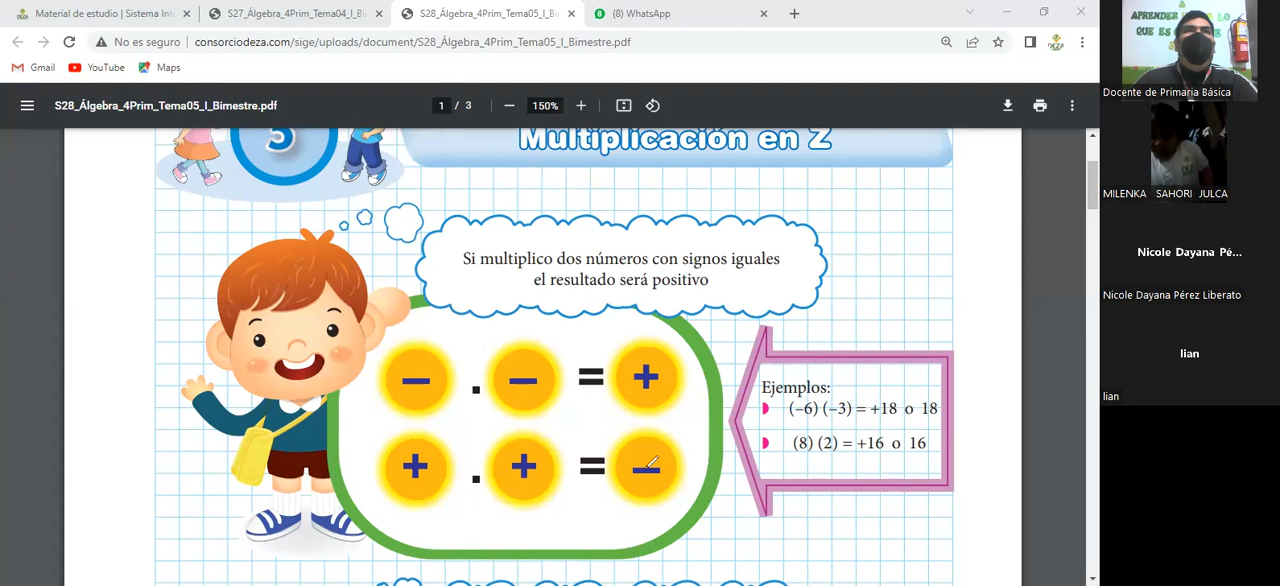 Material de estudio | Sistema Inte
S27_Álgebra_4Prim_Tema04_I_Bi
S28_Álgebra_4Prim_Tema05_I_Bi
(8) WhatsApp
No es seguro
consorciodeza.com/sige/uploads/document/S28_Álgebra_4Prim_Tema05_I_Bimestre.pdf
Gmail
YouTube
Maps
S28_Álgebra_4Prim_Tema05_I_Bimestre.pdf
1 / 3
150%
5
Multiplicación en Z
Si multiplico dos números con signos iguales
el resultado será positivo
− . − = +
+ . + = −
Ejemplos:
(–6) (–3) = +18 o 18
(8) (2) = +16 o 16
A
APRENDER LO
QUE ES
Docente de Primaria Básica
MILENKA SAHORI JULCA
Nicole Dayana Pé...
Nicole Dayana Pérez Liberato
lian
lian